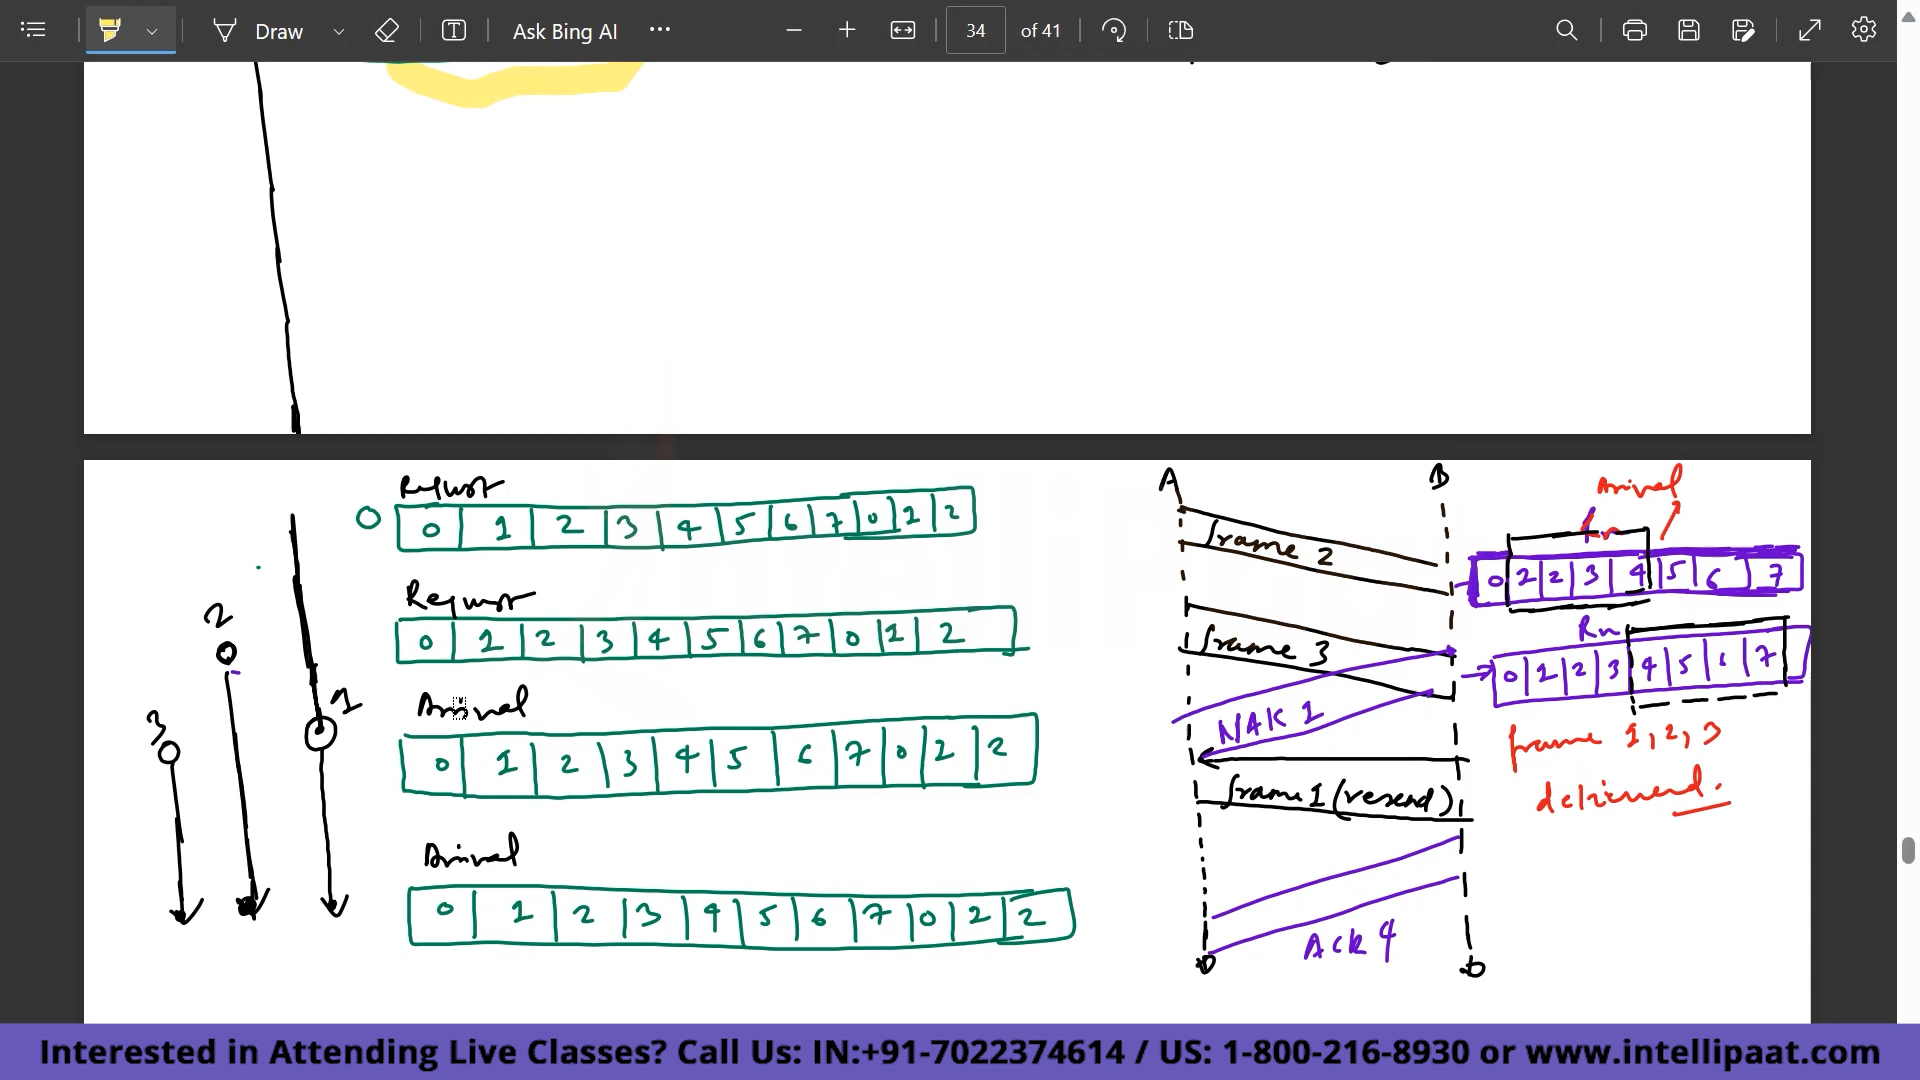 Draw
Ask Bing AI
34 of 41
Request
0 0 1 2 3 4 5 6 7 0 1 2
Request
0 1 2 3 4 5 6 7 0 1 2
Arrival
0 1 2 3 4 5 6 7 0 2 2
Arrival
0 1 2 3 4 5 6 7 0 2 2
2
3
1
A
B
frame 2
frame 3
NAK 1
frame 1 (resend)
Ack 4
Arrival
Rn
0 2 2 3 4 5 6 7
Rn
0 1 2 3 4 5 6 7
frame 1, 2, 3
delivered.
Interested in Attending Live Classes? Call Us: IN:+91-7022374614 / US: 1-800-216-8930 or www.intellipaat.com